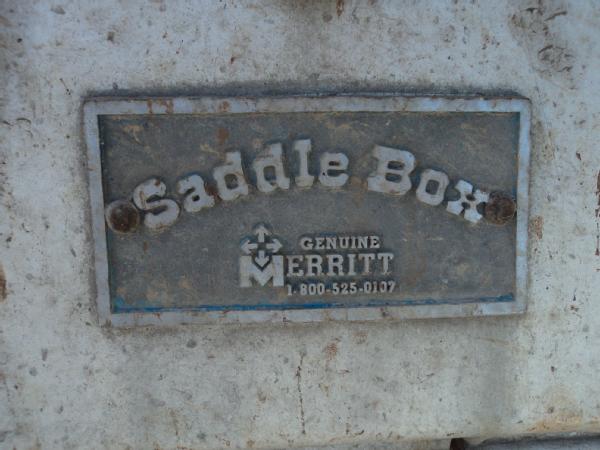 Saddle Box
GENUINE
MERRITT
1-800-525-0107